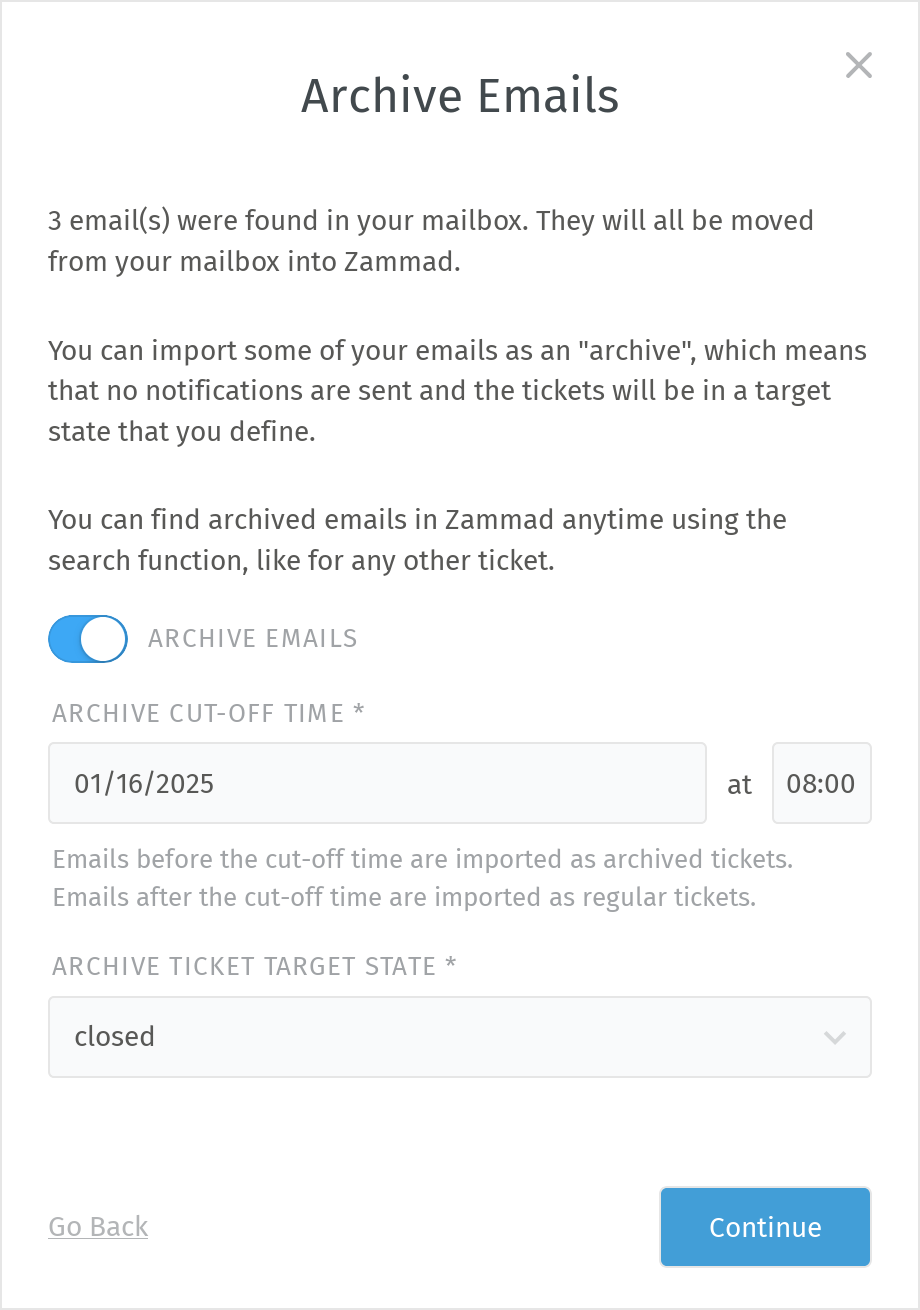 Archive Emails
3 email(s) were found in your mailbox. They will all be moved
from your mailbox into Zammad.
You can import some of your emails as an "archive", which means
that no notifications are sent and the tickets will be in a target
state that you define.
You can find archived emails in Zammad anytime using the
search function, like for any other ticket.
ARCHIVE EMAILS
ARCHIVE CUT-OFF TIME *
01/16/2025 at 08:00
Emails before the cut-off time are imported as archived tickets.
Emails after the cut-off time are imported as regular tickets.
ARCHIVE TICKET TARGET STATE *
closed
Go Back Continue